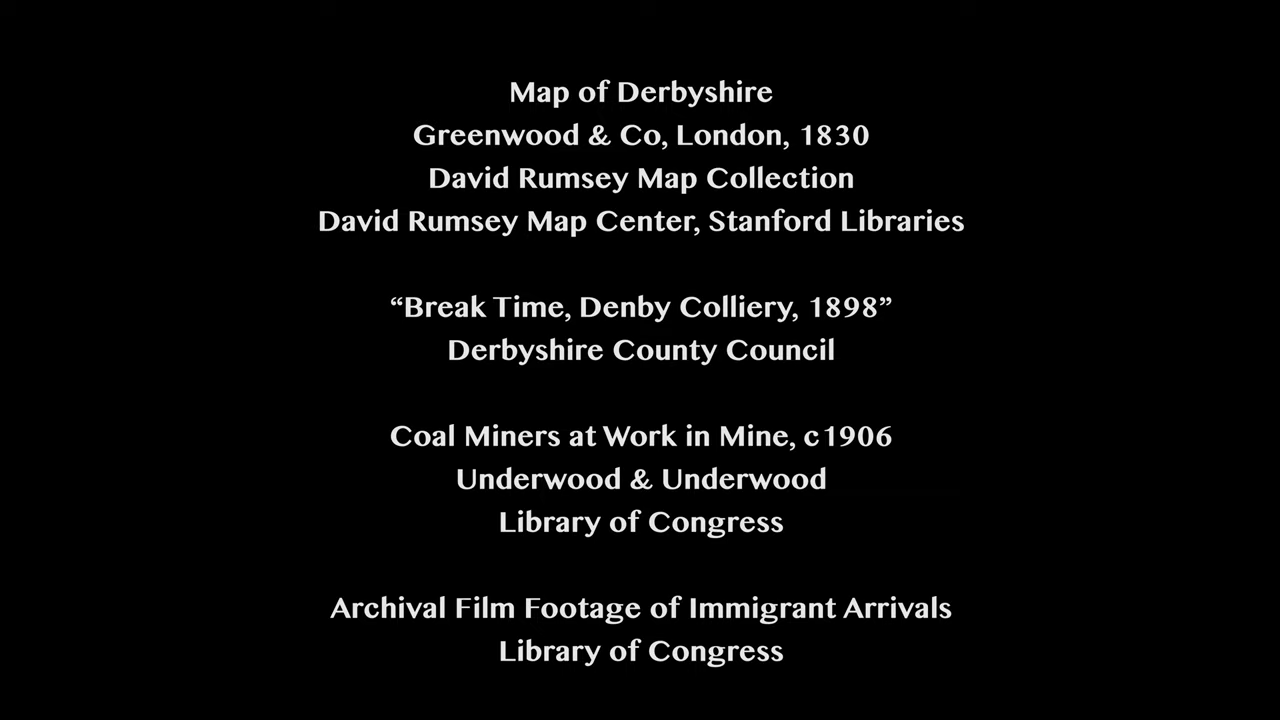 Map of Derbyshire
Greenwood & Co, London, 1830
David Rumsey Map Collection
David Rumsey Map Center, Stanford Libraries
“Break Time, Denby Colliery, 1898”
Derbyshire County Council
Coal Miners at Work in Mine, c1906
Underwood & Underwood
Library of Congress
Archival Film Footage of Immigrant Arrivals
Library of Congress